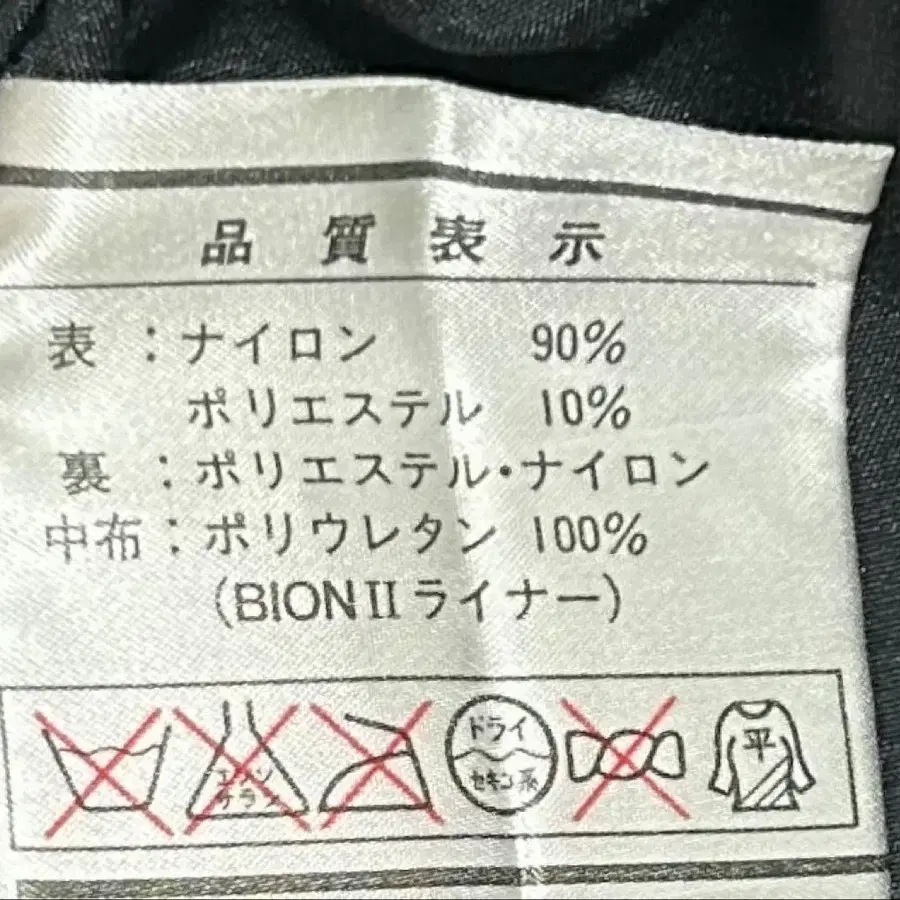 品質表示
表：ナイロン 90%
ポリエステル 10%
裏：ポリエステル・ナイロン
中布：ポリウレタン 100%
（BIONⅡライナー）
エンソ
サラシ
ドライ
セキユ系
平